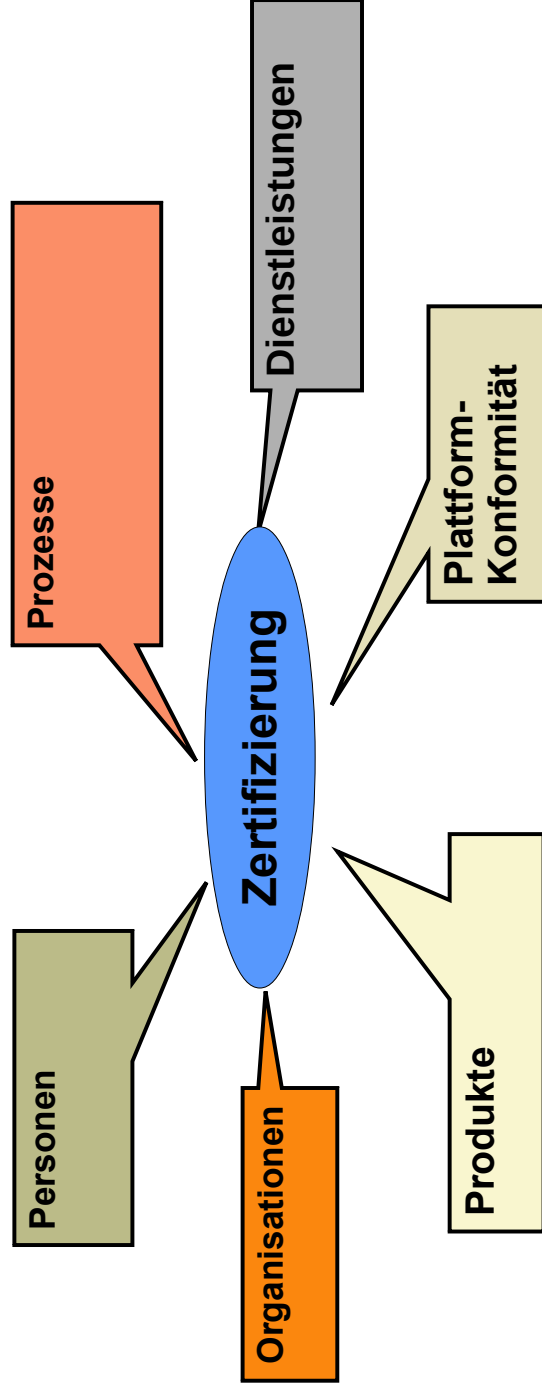 Personen
Prozesse
Organisationen
Zertifizierung
Dienstleistungen
Produkte
Plattform-
Konformität